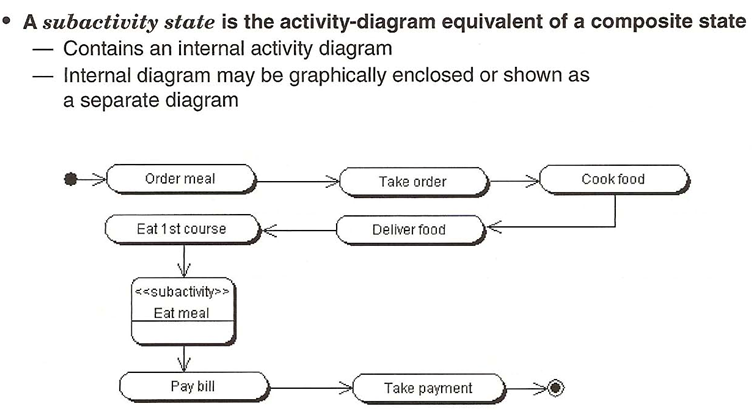 • A subactivity state is the activity-diagram equivalent of a composite state
— Contains an internal activity diagram
— Internal diagram may be graphically enclosed or shown as
a separate diagram
Order meal
Take order
Cook food
Deliver food
Eat 1st course
<<subactivity>>
Eat meal
Pay bill
Take payment